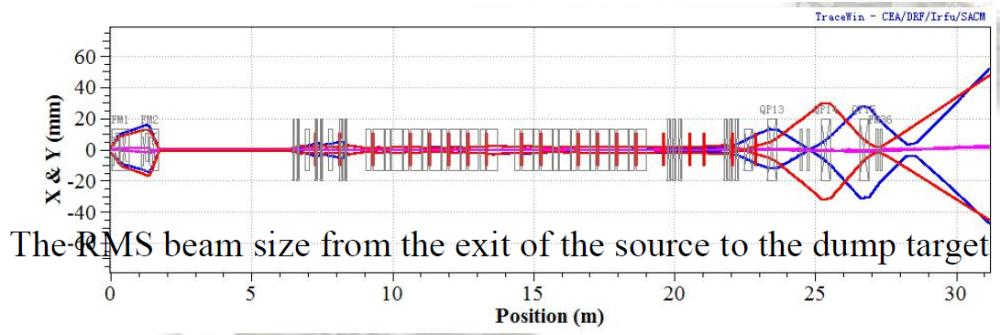 TraceWin - CEA/DRF/Irfu/SACM
60
40
20
0
-20
-40
X & Y (mm)
FM1 FM2 QP13 QP14 QP15
The RMS beam size from the exit of the source to the dump target
0 5 10 15 20 25 30
Position (m)